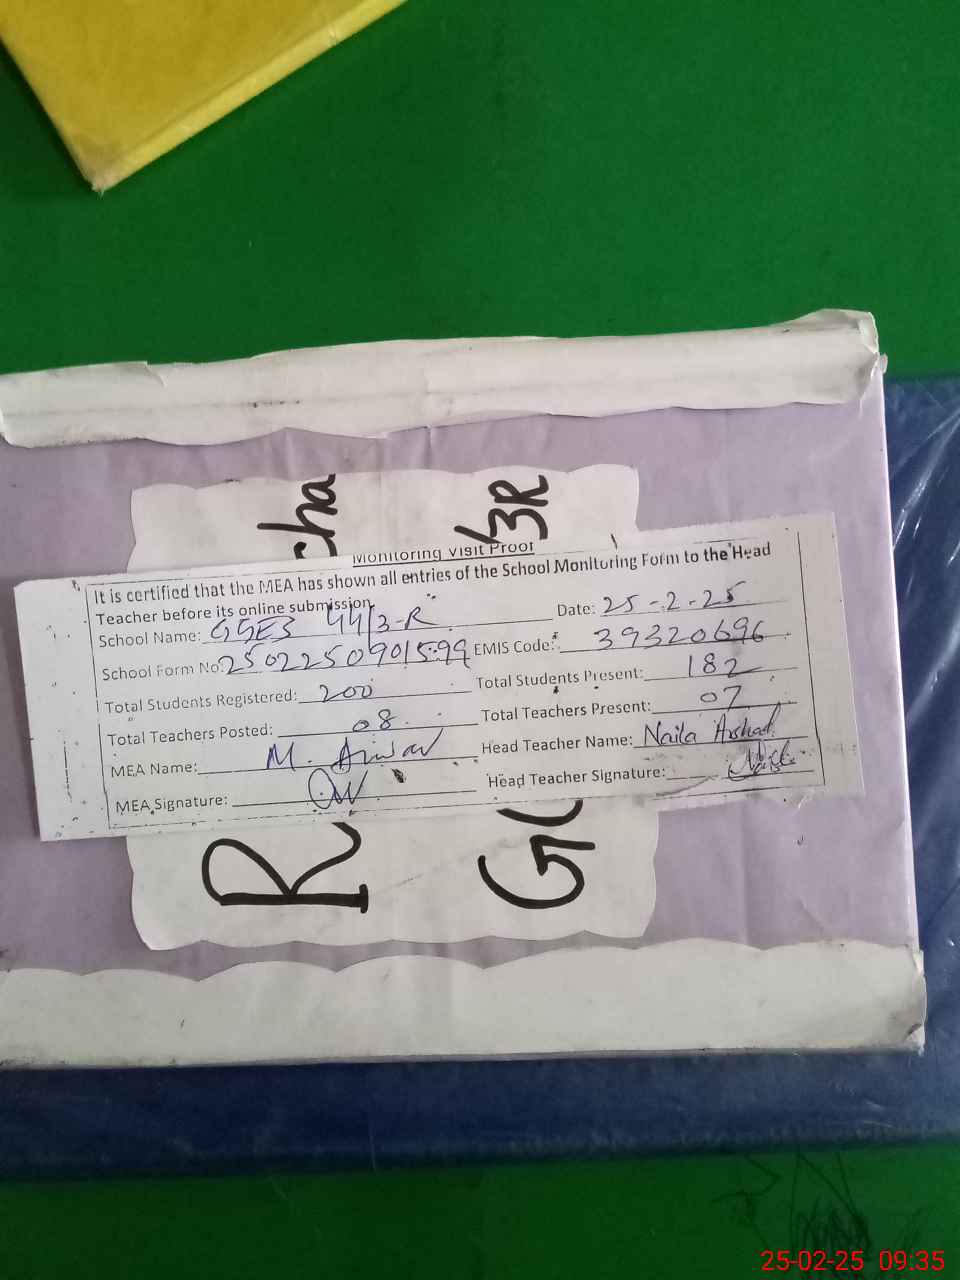 cha
3R
Monitoring Visit Proof
It is certified that the MEA has shown all entries of the School Monitoring Form to the Head
Teacher before its online submission.
School Name: 44/3-R Date: 25-2-25
School Form No: EMIS Code: 39320696
Total Students Registered: 200 Total Students Present: 182
Total Teachers Posted: 08 Total Teachers Present: 07
MEA Name: M. Head Teacher Name: Naila Arshad
MEA Signature: Head Teacher Signature:
R
G
25-02-25 09:35